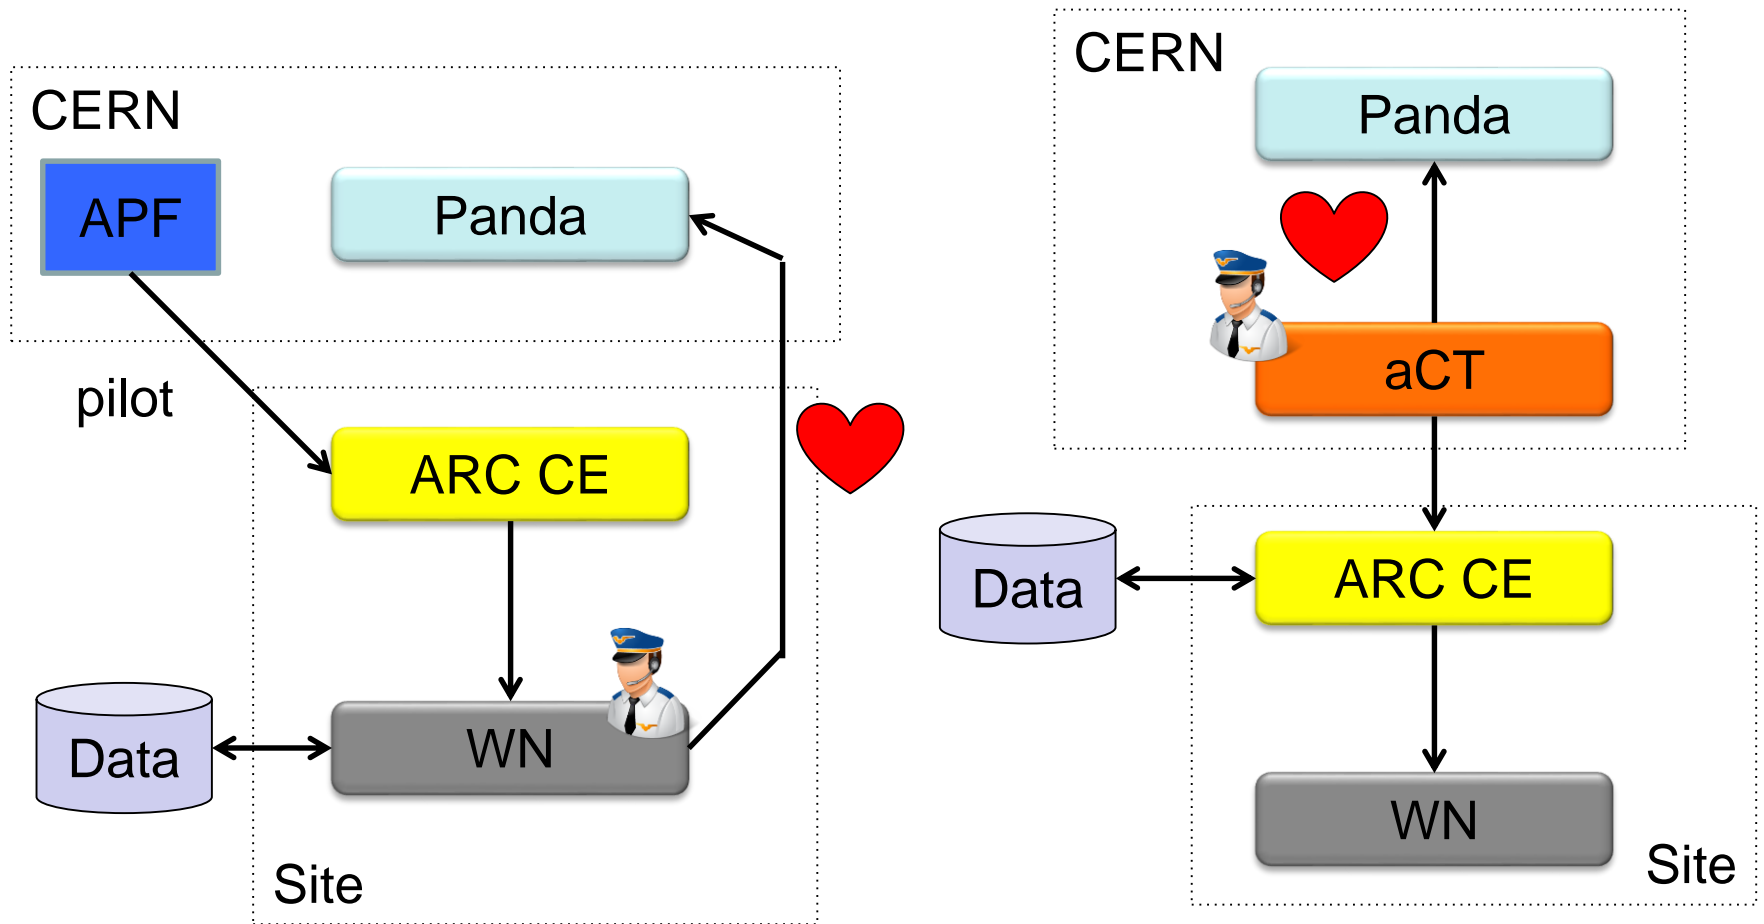 CERN
APF
Panda
pilot
ARC CE
Data
WN
Site
CERN
Panda
aCT
Data
ARC CE
WN
Site